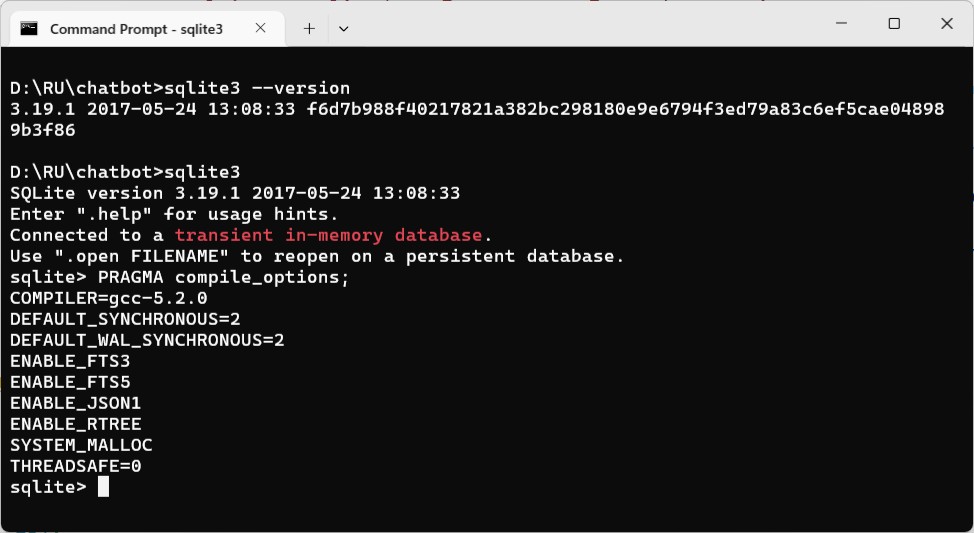 Command Prompt - sqlite3
D:\RU\chatbot>sqlite3 --version
3.19.1 2017-05-24 13:08:33 f6d7b988f40217821a382bc298180e9e6794f3ed79a83c6ef5cae04898
9b3f86
D:\RU\chatbot>sqlite3
SQLite version 3.19.1 2017-05-24 13:08:33
Enter ".help" for usage hints.
Connected to a transient in-memory database.
Use ".open FILENAME" to reopen on a persistent database.
sqlite> PRAGMA compile_options;
COMPILER=gcc-5.2.0
DEFAULT_SYNCHRONOUS=2
DEFAULT_WAL_SYNCHRONOUS=2
ENABLE_FTS3
ENABLE_FTS5
ENABLE_JSON1
ENABLE_RTREE
SYSTEM_MALLOC
THREADSAFE=0
sqlite>